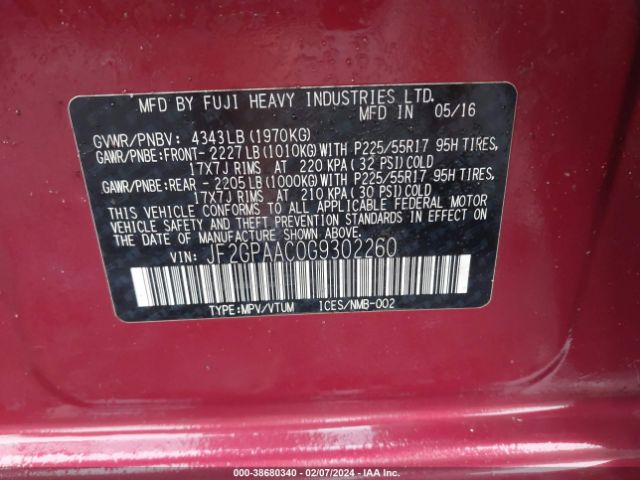 MFD BY FUJI HEAVY INDUSTRIES LTD.
MFD IN 05/16
GVWR/PNBV: 4343LB (1970KG)
GAWR/PNBE:FRONT- 2227LB(1010KG)WITH P225/55R17 95H TIRES,
17X7J RIMS AT 220 KPA(32 PSI)COLD
GAWR/PNBE:REAR - 2205LB(1000KG)WITH P225/55R17 95H TIRES,
17X7J RIMS AT 210 KPA(30 PSI)COLD
THIS VEHICLE CONFORMS TO ALL APPLICABLE FEDERAL MOTOR
VEHICLE SAFETY AND THEFT PREVENTION STANDARDS IN EFFECT
ON THE DATE OF MANUFACTURE SHOWN ABOVE.
VIN: JF2GPAAC0G9302260
TYPE:MPV/VTUM ICES/NMB-002
000-38680340 - 02/07/2024 - IAA Inc.